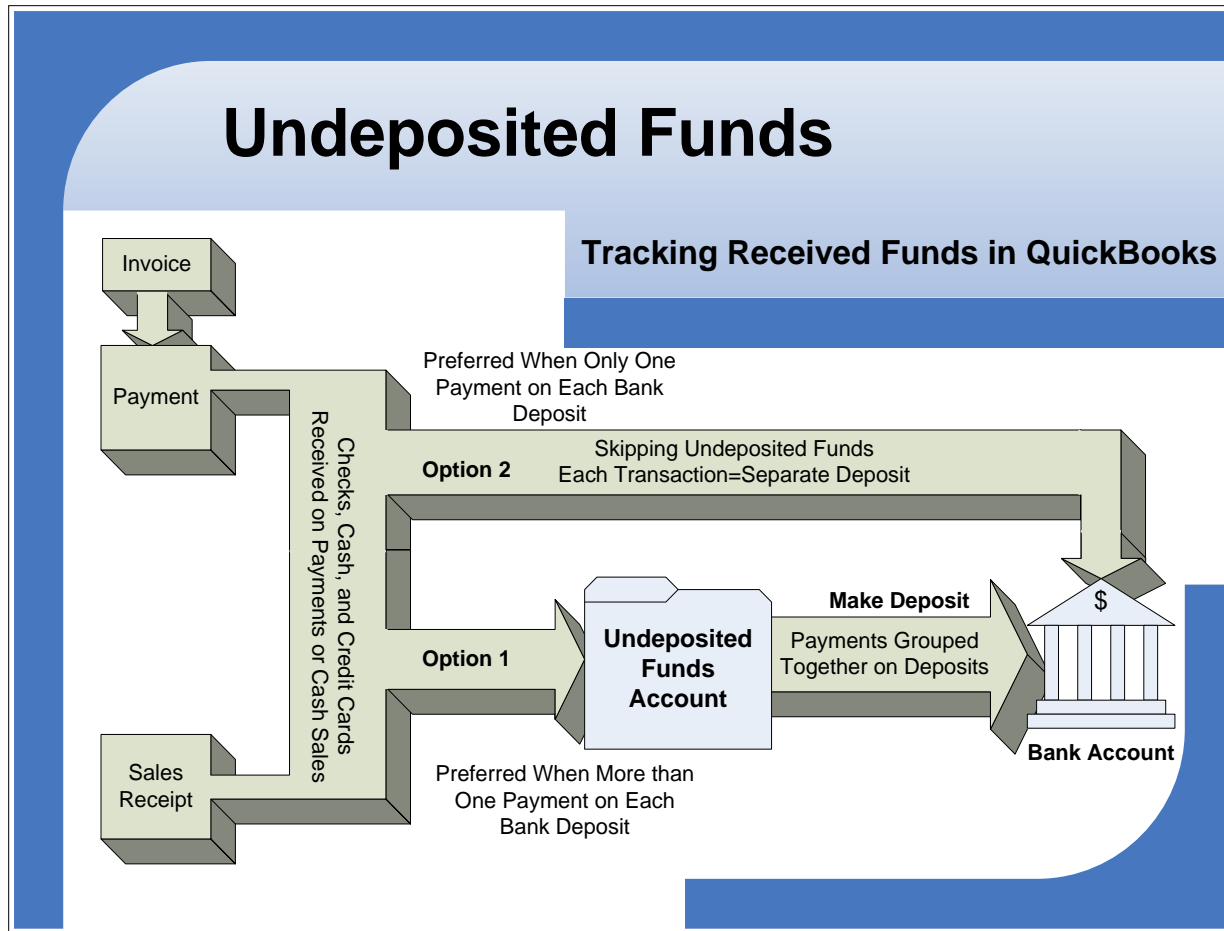 Undeposited Funds
Tracking Received Funds in QuickBooks
Invoice
Payment
Preferred When Only One
Payment on Each Bank
Deposit
Checks, Cash, and Credit Cards
Received on Payments or Cash Sales
Option 2
Skipping Undeposited Funds
Each Transaction=Separate Deposit
Option 1
Undeposited
Funds
Account
Make Deposit
Payments Grouped
Together on Deposits
$
Bank Account
Sales
Receipt
Preferred When More than
One Payment on Each
Bank Deposit